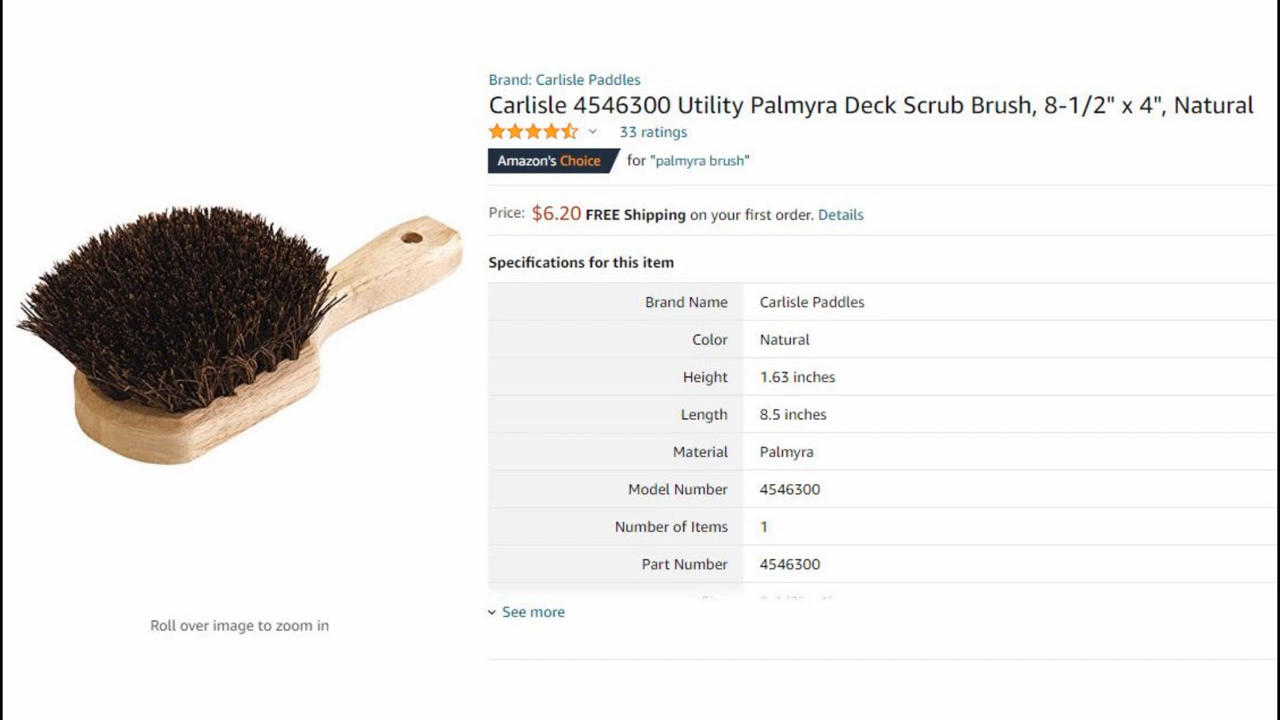 Brand: Carlisle Paddles
Carlisle 4546300 Utility Palmyra Deck Scrub Brush, 8-1/2" x 4", Natural
33 ratings
Amazon's Choice for "palmyra brush"
Price: $6.20 FREE Shipping on your first order. Details
Specifications for this item
Brand Name Carlisle Paddles
Color Natural
Height 1.63 inches
Length 8.5 inches
Material Palmyra
Model Number 4546300
Number of Items 1
Part Number 4546300
See more
Roll over image to zoom in